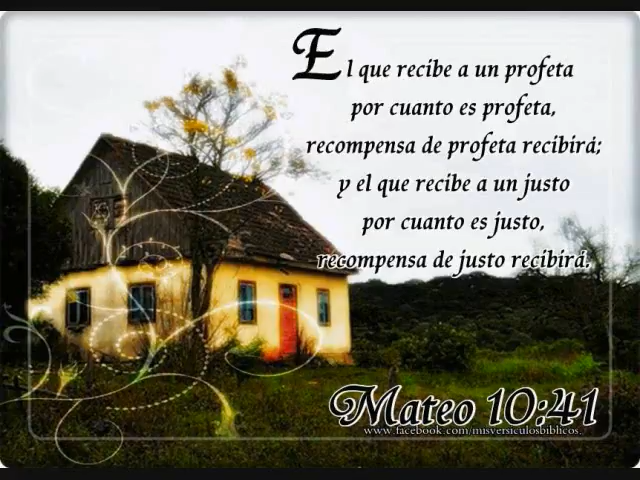 El que recibe a un profeta
por cuanto es profeta,
recompensa de profeta recibirá;
y el que recibe a un justo
por cuanto es justo,
recompensa de justo recibirá.
Mateo 10:41
www.facebook.com/misversiculosbiblicos.